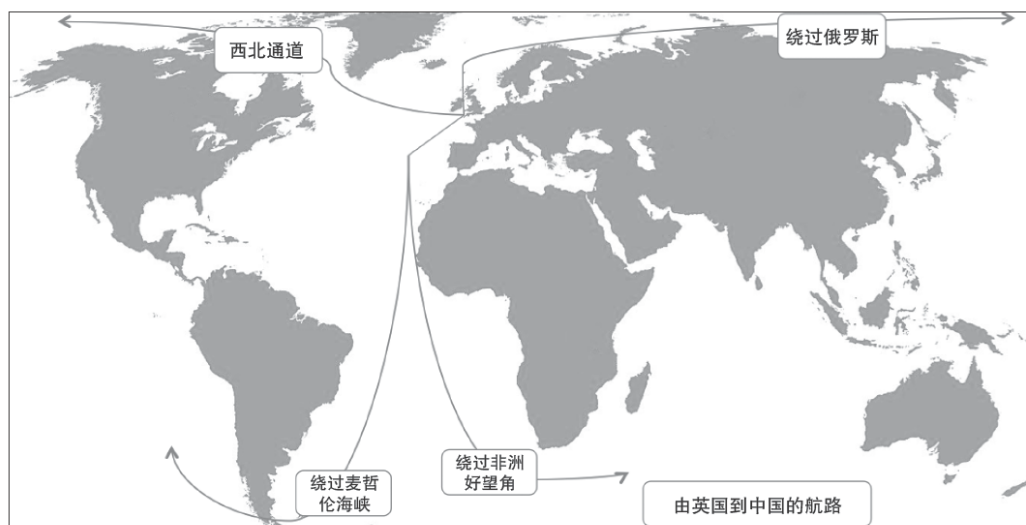 西北通道
绕过俄罗斯
绕过麦哲
伦海峡
绕过非洲
好望角
由英国到中国的航路